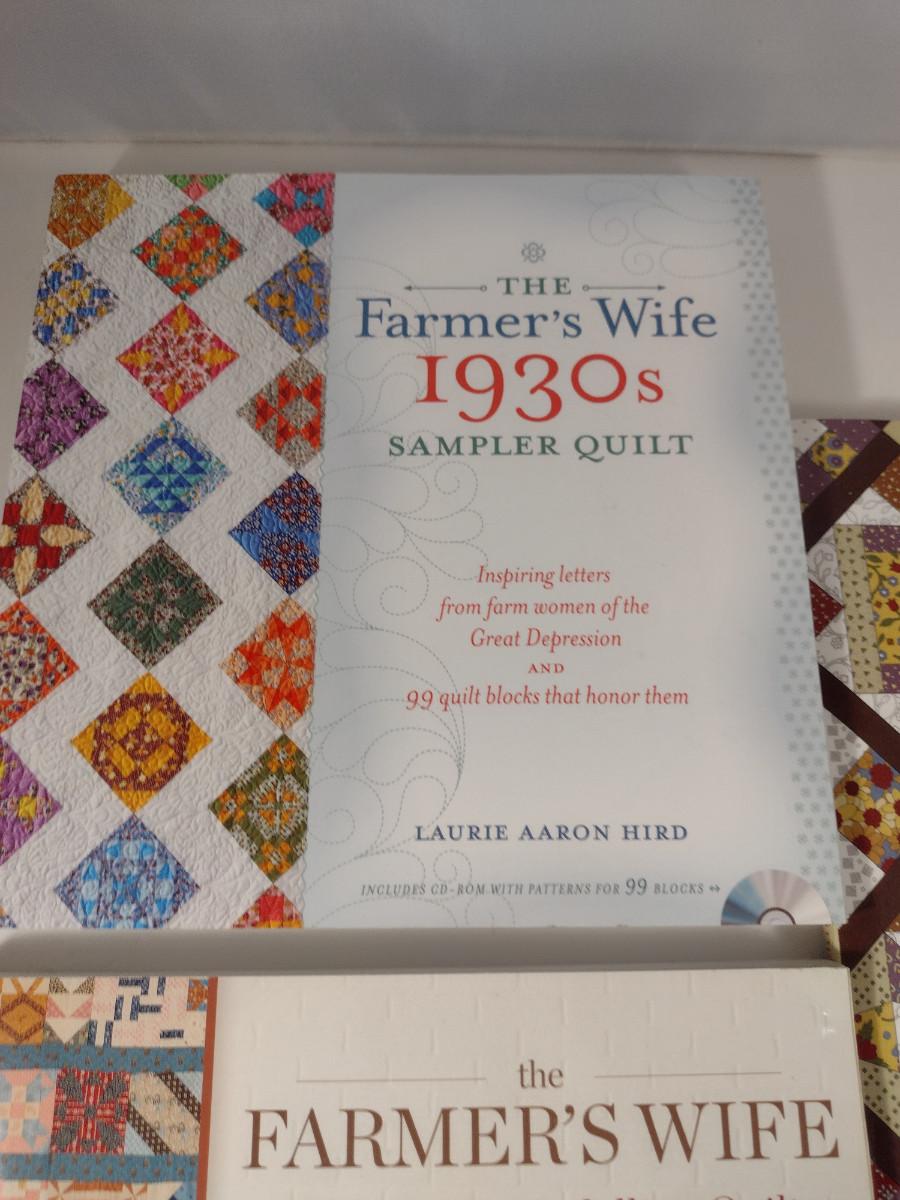 THE
Farmer's Wife
1930s
SAMPLER QUILT
Inspiring letters
from farm women of the
Great Depression
AND
99 quilt blocks that honor them
LAURIE AARON HIRD
INCLUDES CD-ROM WITH PATTERNS FOR 99 BLOCKS
the
FARMER'S WIFE